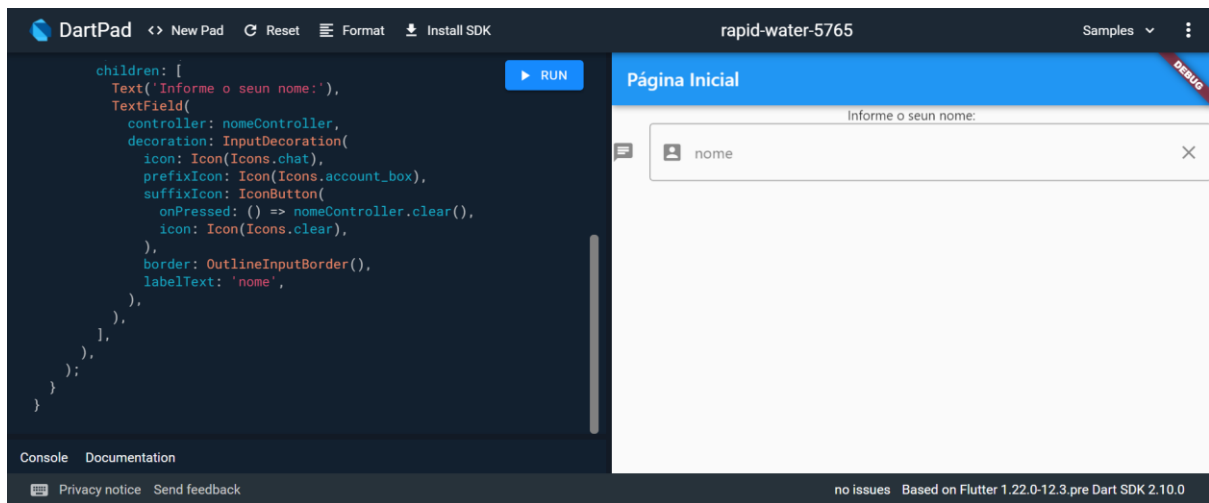 DartPad <> New Pad Reset Format Install SDK rapid-water-5765 Samples
children: [
Text('Informe o seun nome:'),
TextField(
controller: nomeController,
decoration: InputDecoration(
icon: Icon(Icons.chat),
prefixIcon: Icon(Icons.account_box),
suffixIcon: IconButton(
onPressed: () => nomeController.clear(),
icon: Icon(Icons.clear),
),
border: OutlineInputBorder(),
labelText: 'nome',
),
),
],
),
);
}
}
RUN
Página Inicial
DEBUG
Informe o seun nome:
nome
Console Documentation
Privacy notice Send feedback no issues Based on Flutter 1.22.0-12.3.pre Dart SDK 2.10.0